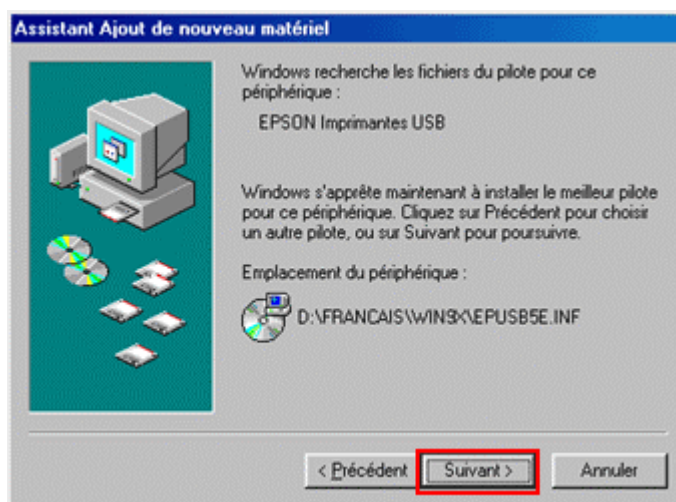 Assistant Ajout de nouveau matériel
Windows recherche les fichiers du pilote pour ce
périphérique :
EPSON Imprimantes USB
Windows s'apprête maintenant à installer le meilleur pilote
pour ce périphérique. Cliquez sur Précédent pour choisir
un autre pilote, ou sur Suivant pour poursuivre.
Emplacement du périphérique :
D:\FRANCAIS\WIN9X\EPUSB5E.INF
< Précédent Suivant > Annuler